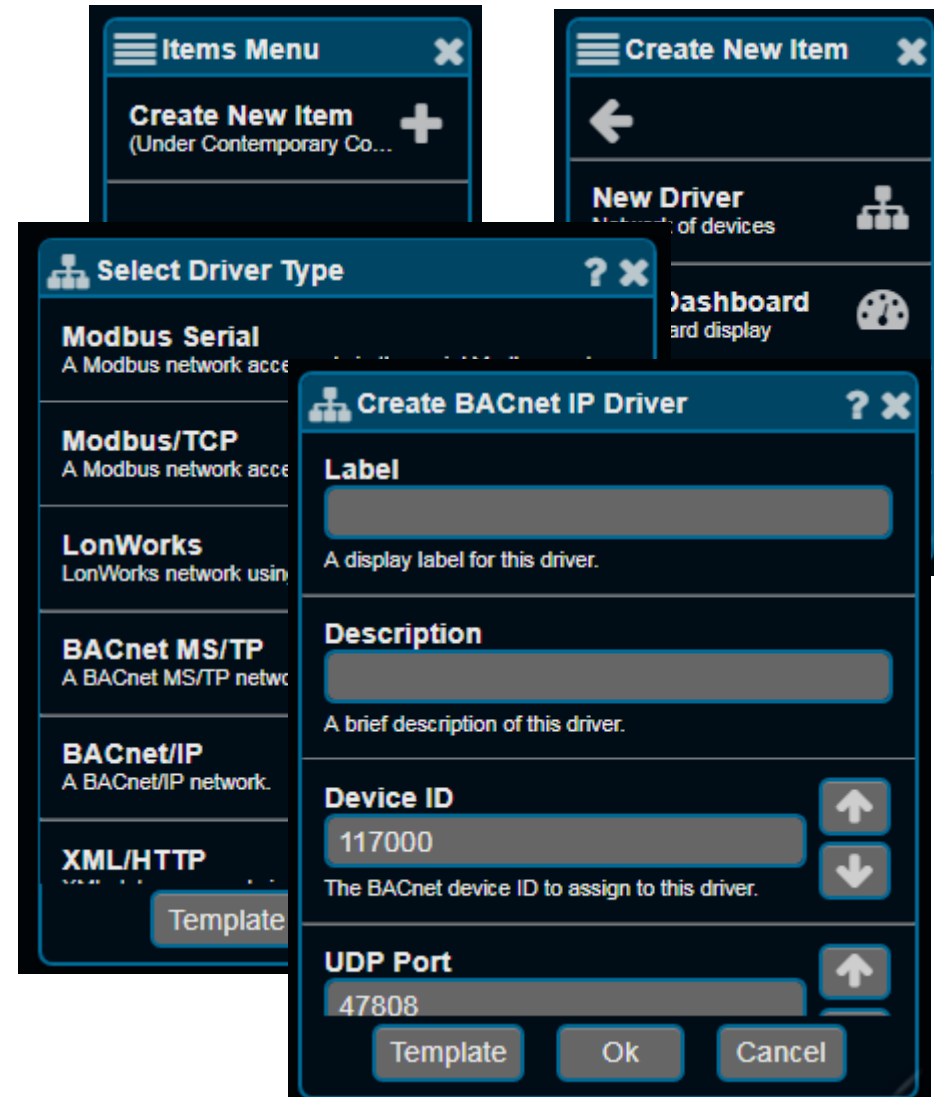 Items Menu
Create New Item
(Under Contemporary Co...
Create New Item
New Driver
of devices
Dashboard
ard display
Select Driver Type
Modbus Serial
A Modbus network acce
Modbus/TCP
A Modbus network acce
LonWorks
LonWorks network using
BACnet MS/TP
A BACnet MS/TP netwo
BACnet/IP
A BACnet/IP network.
XML/HTTP
Template
Create BACnet IP Driver
Label
A display label for this driver.
Description
A brief description of this driver.
Device ID
117000
The BACnet device ID to assign to this driver.
UDP Port
47808
Template
Ok
Cancel